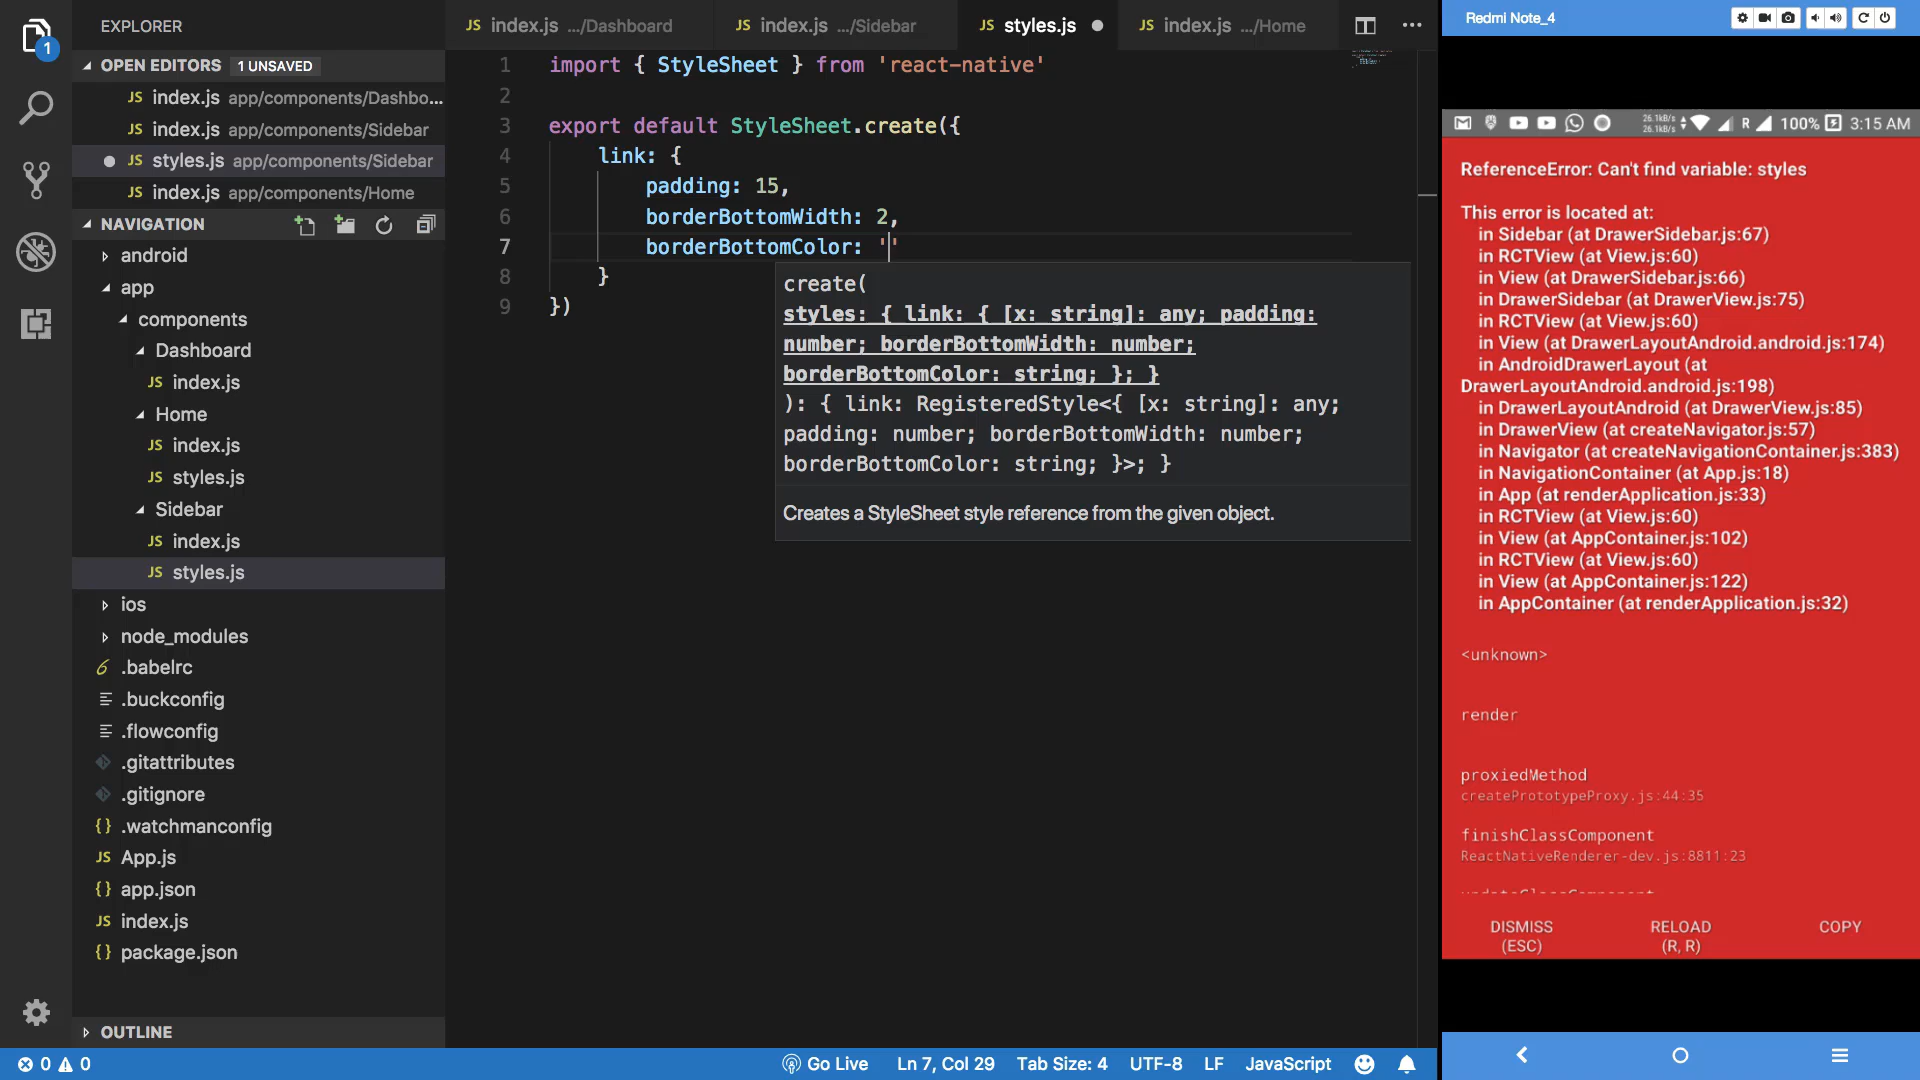 EXPLORER
1
OPEN EDITORS 1 UNSAVED
JS index.js app/components/Dashbo...
JS index.js app/components/Sidebar
JS styles.js app/components/Sidebar
JS index.js app/components/Home
NAVIGATION
android
app
components
Dashboard
JS index.js
Home
JS index.js
JS styles.js
Sidebar
JS index.js
JS styles.js
ios
node_modules
.babelrc
.buckconfig
.flowconfig
.gitattributes
.gitignore
{} .watchmanconfig
JS App.js
{} app.json
JS index.js
{} package.json
OUTLINE
JS index.js .../Dashboard
JS index.js .../Sidebar
JS styles.js
JS index.js .../Home
1 import { StyleSheet } from 'react-native'
2
3 export default StyleSheet.create({
4 link: {
5 padding: 15,
6 borderBottomWidth: 2,
7 borderBottomColor: ''
8 }
9 })
create(
styles: { link: { [x: string]: any; padding:
number; borderBottomWidth: number;
borderBottomColor: string; }; }
): { link: RegisteredStyle<{ [x: string]: any;
padding: number; borderBottomWidth: number;
borderBottomColor: string; }>; }
Creates a StyleSheet style reference from the given object.
0 0
Go Live Ln 7, Col 29 Tab Size: 4 UTF-8 LF JavaScript
Redmi Note_4
26.1kB/s
26.1kB/s
R 100% 3:15 AM
ReferenceError: Can't find variable: styles
This error is located at:
in Sidebar (at DrawerSidebar.js:67)
in RCTView (at View.js:60)
in View (at DrawerSidebar.js:66)
in DrawerSidebar (at DrawerView.js:75)
in RCTView (at View.js:60)
in View (at DrawerLayoutAndroid.android.js:174)
in AndroidDrawerLayout (at
DrawerLayoutAndroid.android.js:198)
in DrawerLayoutAndroid (at DrawerView.js:85)
in DrawerView (at createNavigator.js:57)
in Navigator (at createNavigationContainer.js:383)
in NavigationContainer (at App.js:18)
in App (at renderApplication.js:33)
in RCTView (at View.js:60)
in View (at AppContainer.js:102)
in RCTView (at View.js:60)
in View (at AppContainer.js:122)
in AppContainer (at renderApplication.js:32)
<unknown>
render
proxiedMethod
createPrototypeProxy.js:44:35
finishClassComponent
ReactNativeRenderer-dev.js:8811:23
DISMISS
(ESC)
RELOAD
(R, R)
COPY